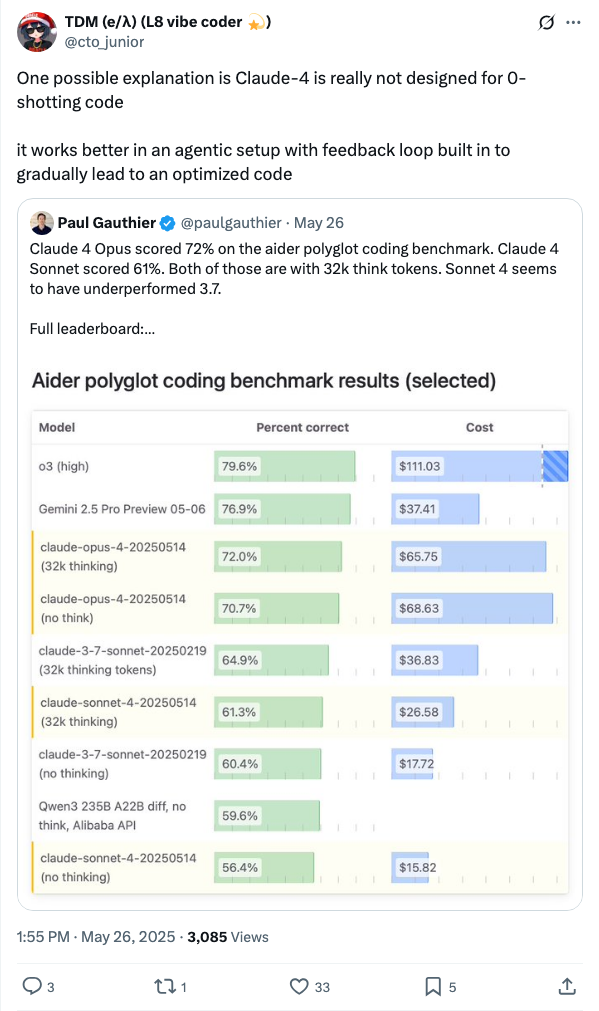 TDM (e/λ) (L8 vibe coder 💫)
@cto_junior
One possible explanation is Claude-4 is really not designed for 0-
shotting code
it works better in an agentic setup with feedback loop built in to
gradually lead to an optimized code
Paul Gauthier @paulgauthier · May 26
Claude 4 Opus scored 72% on the aider polyglot coding benchmark. Claude 4
Sonnet scored 61%. Both of those are with 32k think tokens. Sonnet 4 seems
to have underperformed 3.7.
Full leaderboard:...
Aider polyglot coding benchmark results (selected)
Model Percent correct Cost
o3 (high) 79.6% $111.03
Gemini 2.5 Pro Preview 05-06 76.9% $37.41
claude-opus-4-20250514
(32k thinking) 72.0% $65.75
claude-opus-4-20250514
(no think) 70.7% $68.63
claude-3-7-sonnet-20250219
(32k thinking tokens) 64.9% $36.83
claude-sonnet-4-20250514
(32k thinking) 61.3% $26.58
claude-3-7-sonnet-20250219
(no thinking) 60.4% $17.72
Qwen3 235B A22B diff, no
think, Alibaba API 59.6%
claude-sonnet-4-20250514
(no thinking) 56.4% $15.82
1:55 PM · May 26, 2025 · 3,085 Views
3 1 33 5